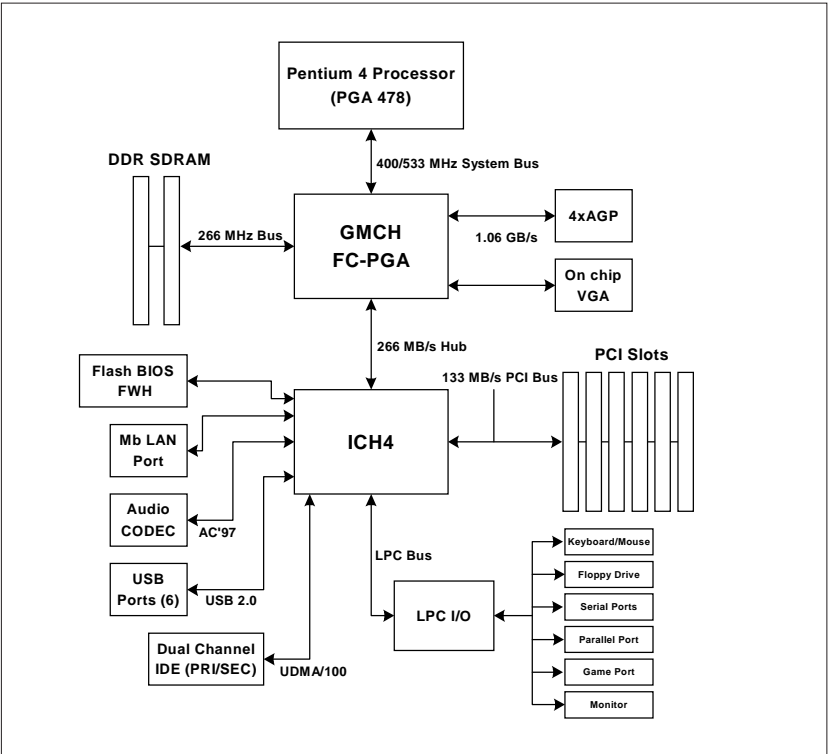 Pentium 4 Processor
(PGA 478)
400/533 MHz System Bus
DDR SDRAM
266 MHz Bus
GMCH
FC-PGA
1.06 GB/s
4xAGP
On chip
VGA
266 MB/s Hub
PCI Slots
133 MB/s PCI Bus
Flash BIOS
FWH
Mb LAN
Port
ICH4
Audio
CODEC
AC'97
USB
Ports (6)
USB 2.0
Dual Channel
IDE (PRI/SEC)
UDMA/100
LPC Bus
LPC I/O
Keyboard/Mouse
Floppy Drive
Serial Ports
Parallel Port
Game Port
Monitor